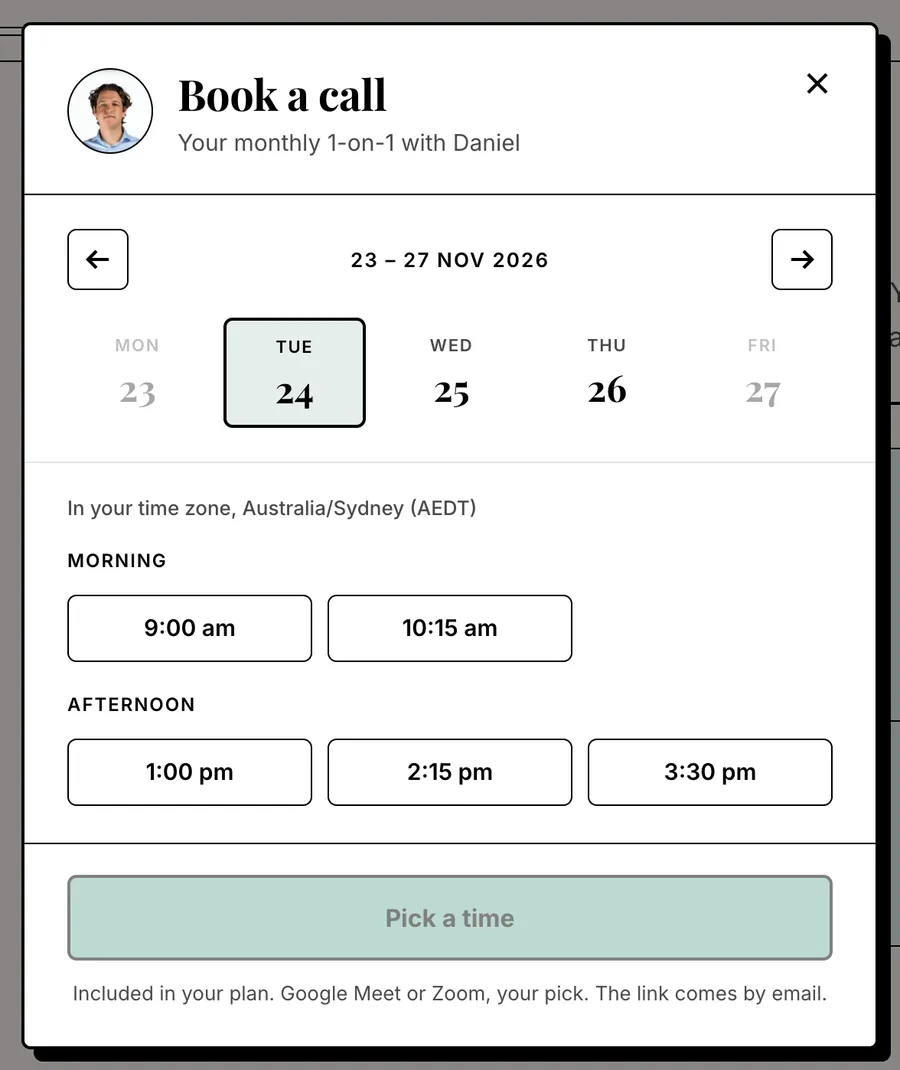 Book a call
Your monthly 1-on-1 with Daniel
23 – 27 NOV 2026
MON TUE WED THU FRI
23 24 25 26 27
In your time zone, Australia/Sydney (AEDT)
MORNING
9:00 am 10:15 am
AFTERNOON
1:00 pm 2:15 pm 3:30 pm
Pick a time
Included in your plan. Google Meet or Zoom, your pick. The link comes by email.